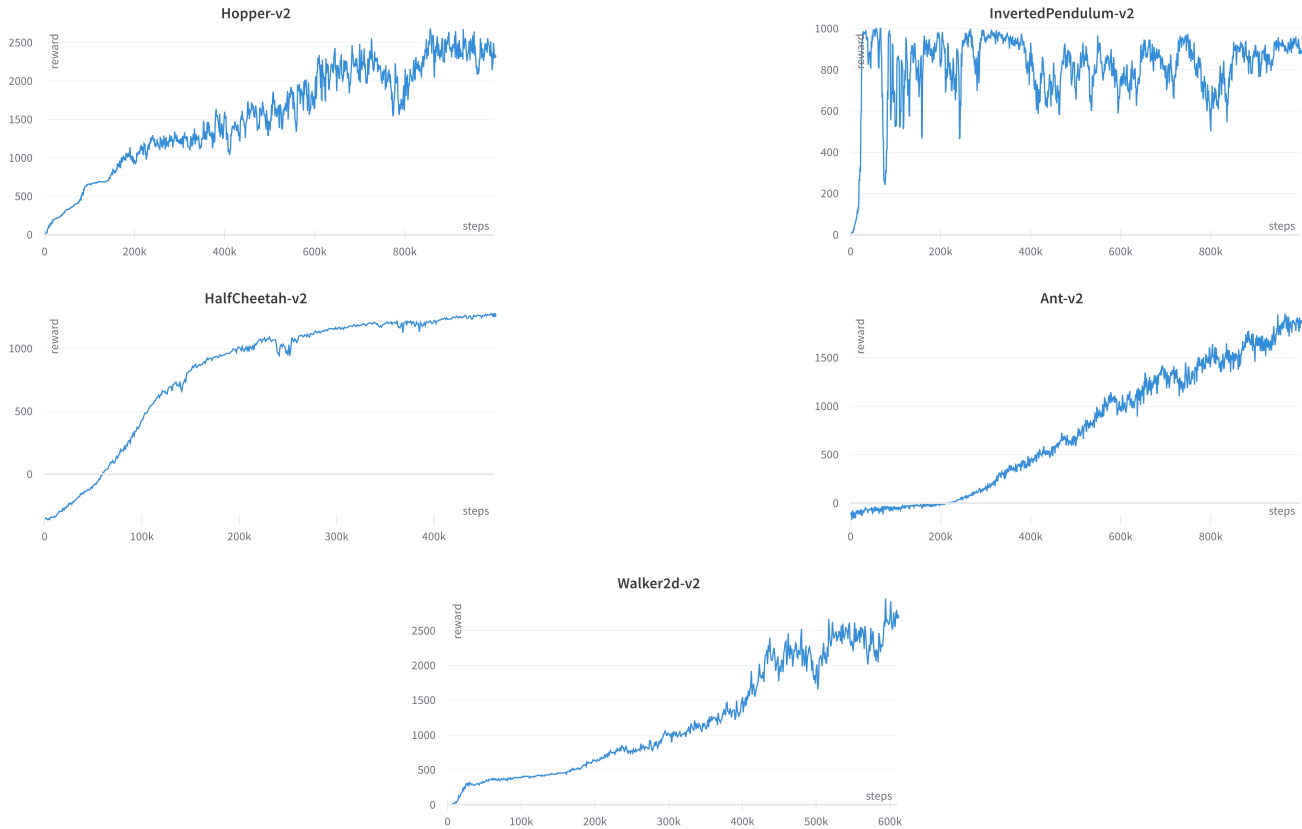 Hopper-v2
reward
2500
2000
1500
1000
500
0
steps
0 200k 400k 600k 800k
InvertedPendulum-v2
reward
1000
800
600
400
200
0
steps
0 200k 400k 600k 800k
HalfCheetah-v2
reward
1000
500
0
steps
0 100k 200k 300k 400k
Ant-v2
reward
1500
1000
500
0
steps
0 200k 400k 600k 800k
Walker2d-v2
reward
2500
2000
1500
1000
500
0
steps
0 100k 200k 300k 400k 500k 600k